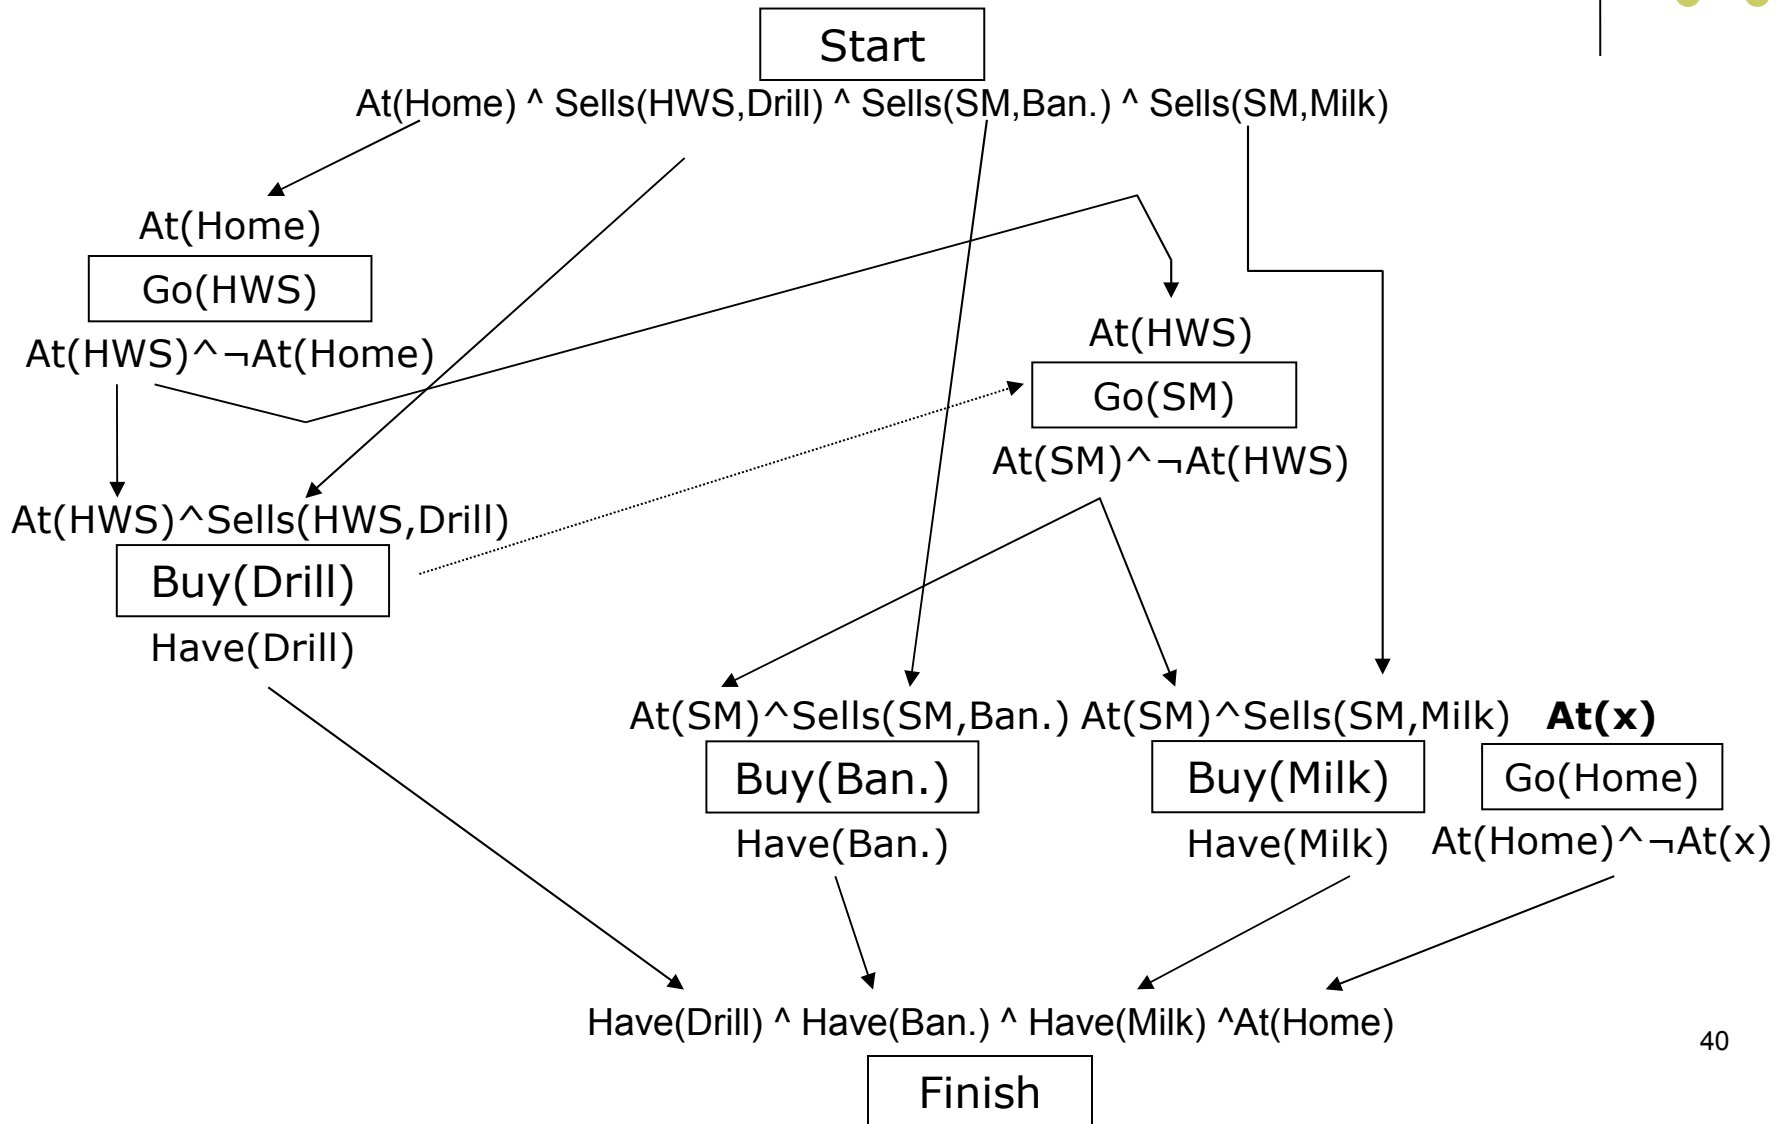 Start
At(Home) ^ Sells(HWS,Drill) ^ Sells(SM,Ban.) ^ Sells(SM,Milk)
At(Home)
Go(HWS)
At(HWS)^¬At(Home)
At(HWS)
Go(SM)
At(SM)^¬At(HWS)
At(HWS)^Sells(HWS,Drill)
Buy(Drill)
Have(Drill)
At(SM)^Sells(SM,Ban.) At(SM)^Sells(SM,Milk) At(x)
Buy(Ban.) Buy(Milk) Go(Home)
Have(Ban.) Have(Milk) At(Home)^¬At(x)
Have(Drill) ^ Have(Ban.) ^ Have(Milk) ^At(Home)
40
Finish